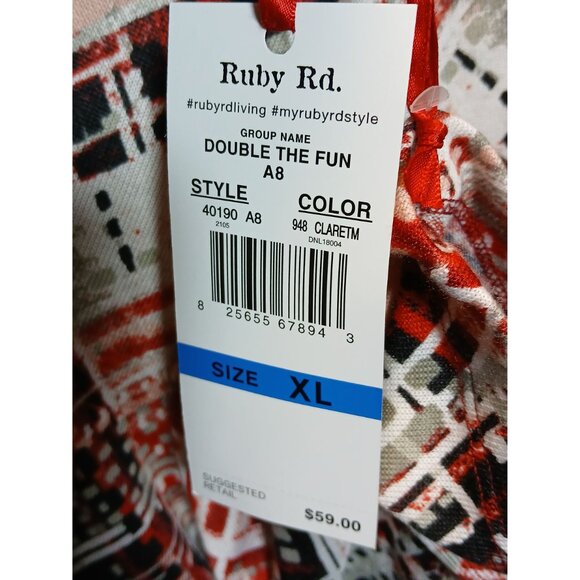 Ruby Rd.
#rubyrdliving #myrubyrdstyle
GROUP NAME
DOUBLE THE FUN
A8
STYLE COLOR
40190 A8 948 CLARETM
2105 DNL18004
8 25655 67894 3
SIZE XL
SUGGESTED
RETAIL
$59.00